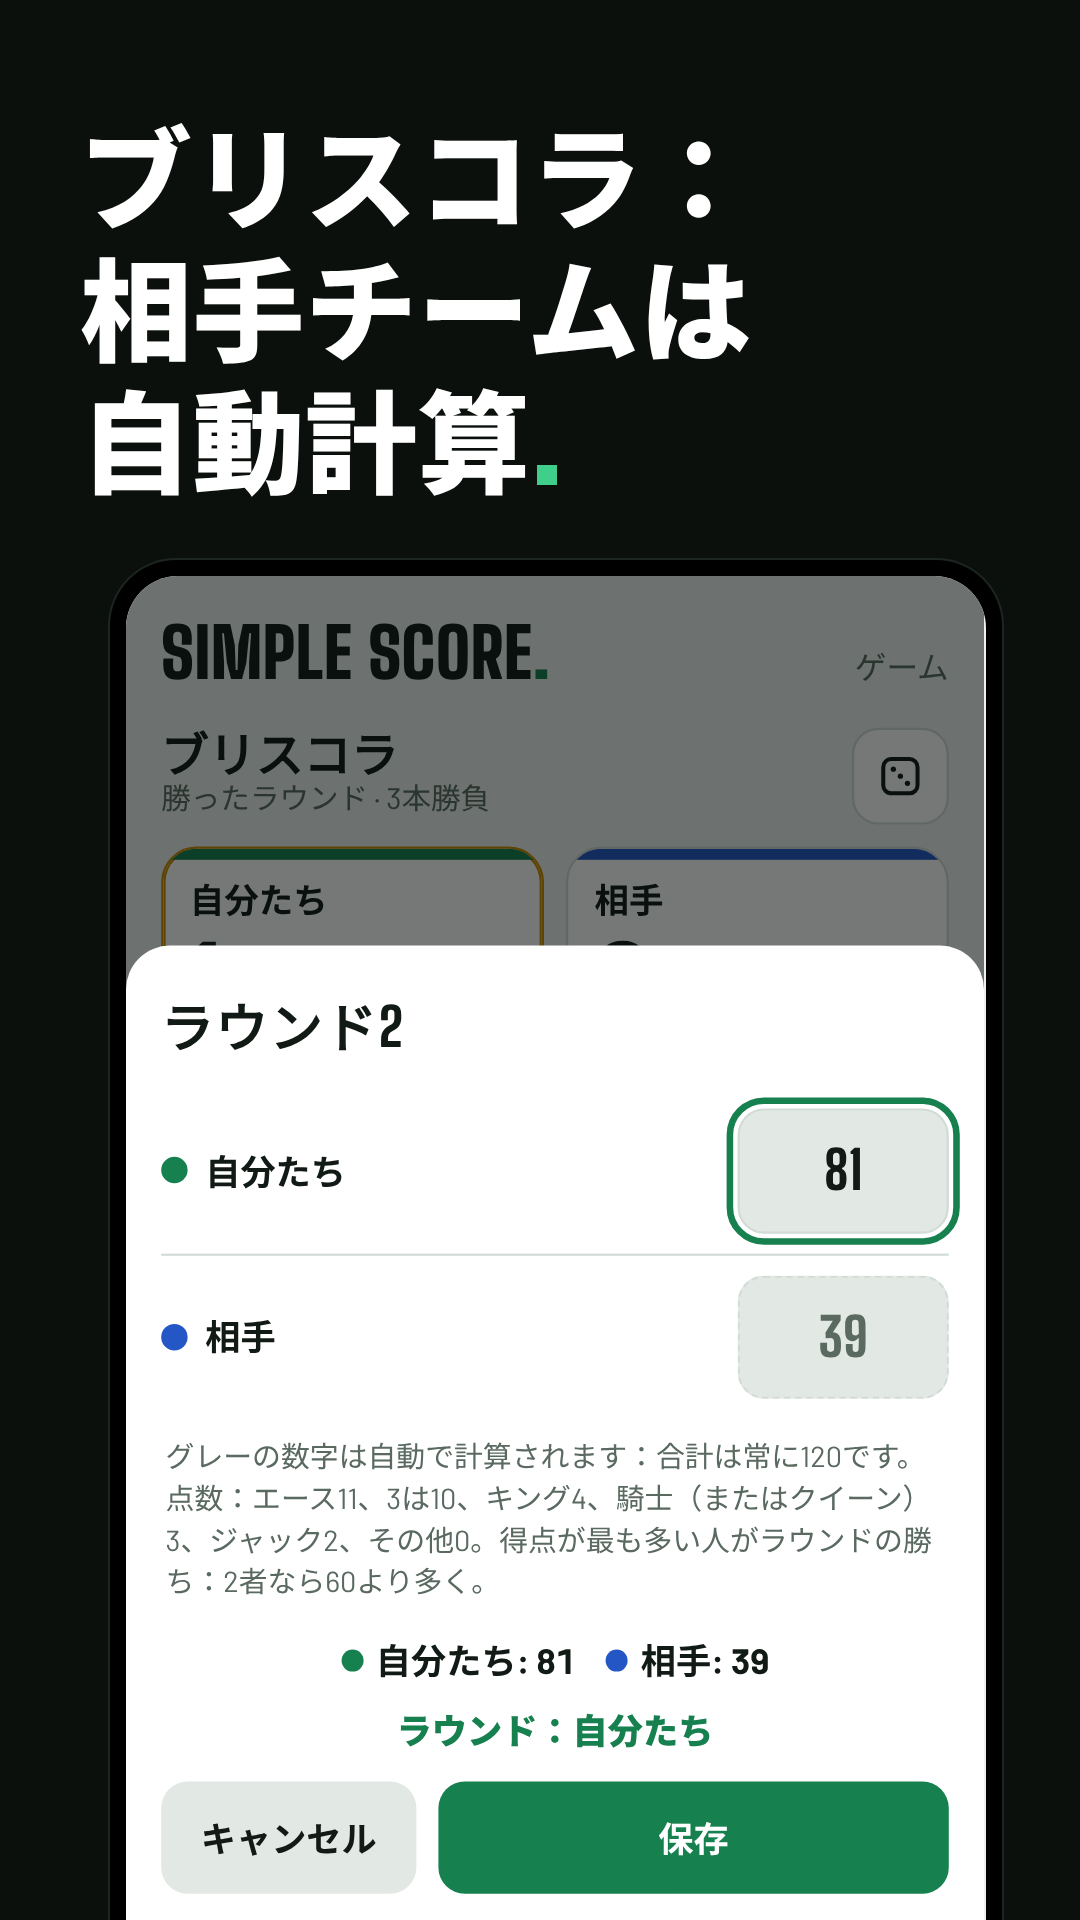 ブリスコラ：
相手チームは
自動計算.
SIMPLE SCORE.
ゲーム
ブリスコラ
勝ったラウンド · 3本勝負
自分たち
相手
ラウンド2
自分たち
81
相手
39
グレーの数字は自動で計算されます：合計は常に120です。
点数：エース11、3は10、キング4、騎士（またはクイーン）
3、ジャック2、その他0。得点が最も多い人がラウンドの勝
ち：2者なら60より多く。
自分たち: 81 相手: 39
ラウンド：自分たち
キャンセル
保存